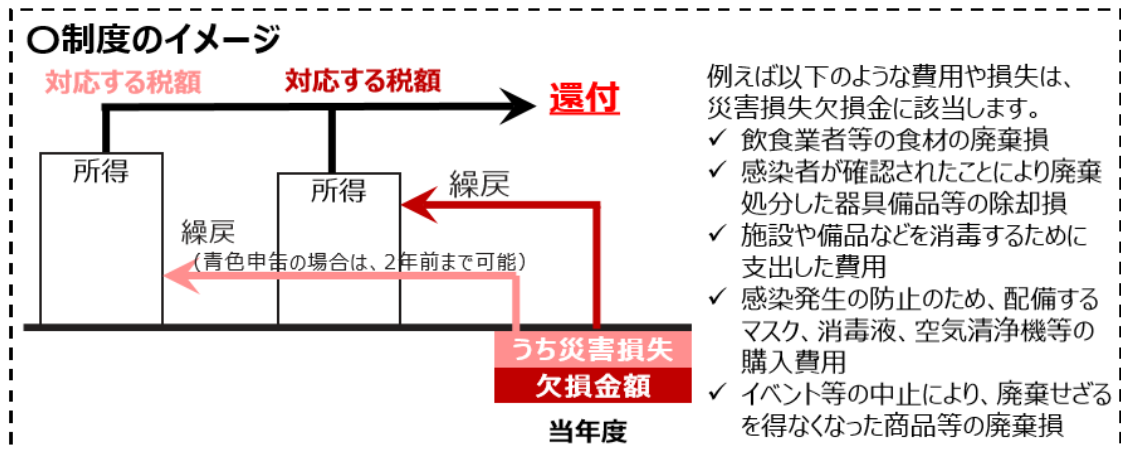 〇制度のイメージ
対応する税額
対応する税額
還付
所得
所得
繰戻
繰戻
(青色申告の場合は、2年前まで可能)
うち災害損失
欠損金額
当年度
例えば以下のような費用や損失は、
災害損失欠損金に該当します。
✓ 飲食業者等の食材の廃棄損
✓ 感染者が確認されたことにより廃棄
処分した器具備品等の除却損
✓ 施設や備品などを消毒するために
支出した費用
✓ 感染発生の防止のため、配備する
マスク、消毒液、空気清浄機等の
購入費用
✓ イベント等の中止により、廃棄せざる
を得なくなった商品等の廃棄損